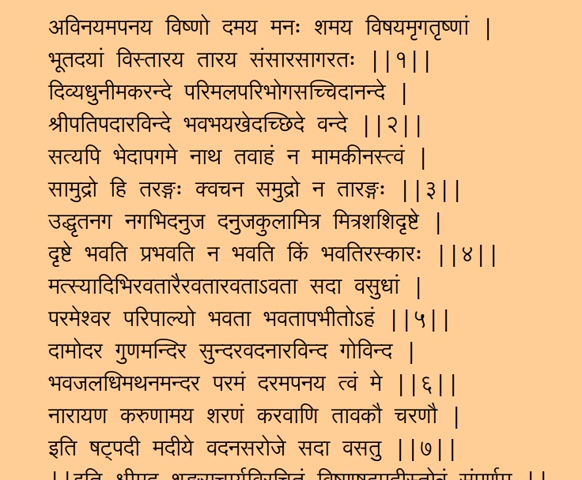 अविनयमपनय विष्णो दमय मनः शमय विषयमृगतृष्णां |
भूतदयां विस्तारय तारय संसारसागरतः ||१||
दिव्यधुनीमकरन्दे परिमलपरिभोगसच्चिदानन्दे |
श्रीपतिपदारविन्दे भवभयखेदच्छिदे वन्दे ||२||
सत्यपि भेदापगमे नाथ तवाहं न मामकीनस्त्वं |
सामुद्रो हि तरङ्गः क्वचन समुद्रो न तारङ्गः ||३||
उद्धृतनग नगभिदनुज दनुजकुलामित्र मित्रशशिदृष्टे |
दृष्टे भवति प्रभवति न भवति किं भवतिरस्कारः ||४||
मत्स्यादिभिरवतारैरवतारवताऽवता सदा वसुधां |
परमेश्वर परिपाल्यो भवता भवतापभीतोऽहं ||५||
दामोदर गुणमन्दिर सुन्दरवदनारविन्द गोविन्द |
भवजलधिमथनमन्दर परमं दरमपनय त्वं मे ||६||
नारायण करुणामय शरणं करवाणि तावकौ चरणौ |
इति षट्पदी मदीये वदनसरोजे सदा वसतु ||७||